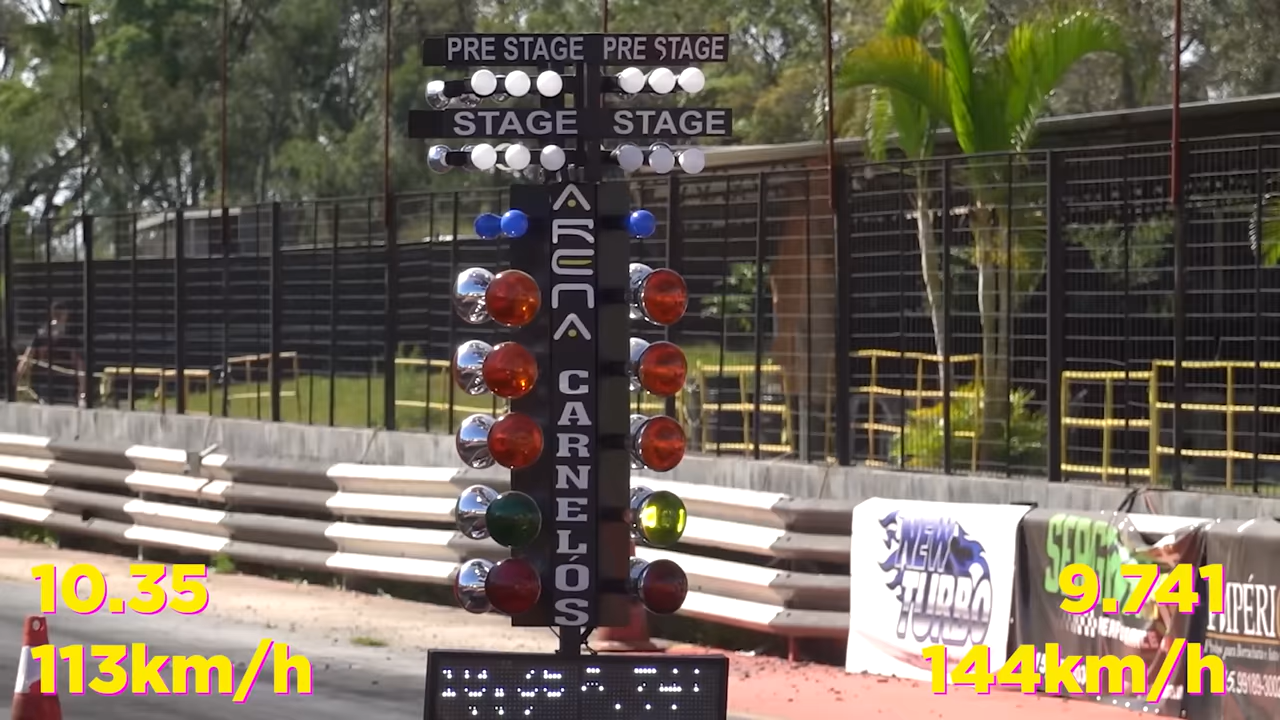 PRE STAGE PRE STAGE
STAGE STAGE
ARENA CARNELÓS
NEW
TURBO
10.35
113km/h
9.741
144km/h